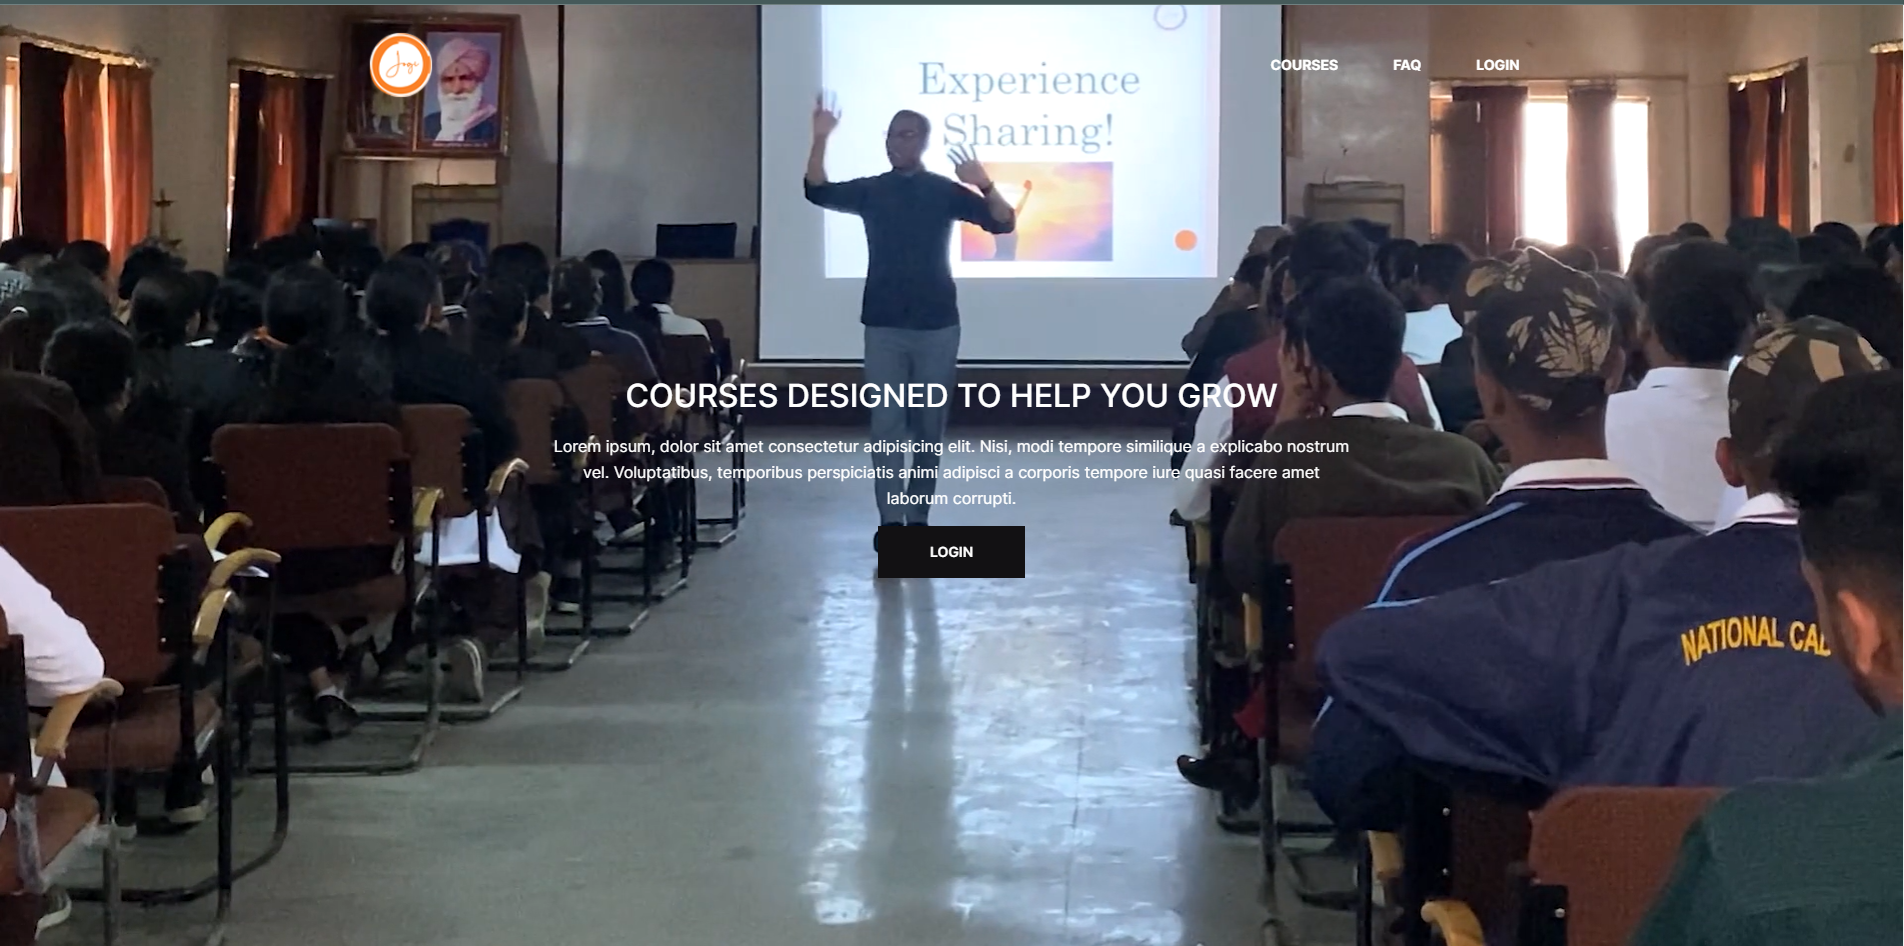 Jogi
COURSES
FAQ
LOGIN
Experience
Sharing!
COURSES DESIGNED TO HELP YOU GROW
Lorem ipsum, dolor sit amet consectetur adipisicing elit. Nisi, modi tempore similique a explicabo nostrum
vel. Voluptatibus, temporibus perspiciatis animi adipisci a corporis tempore iure quasi facere amet
laborum corrupti.
LOGIN
NATIONAL CAD